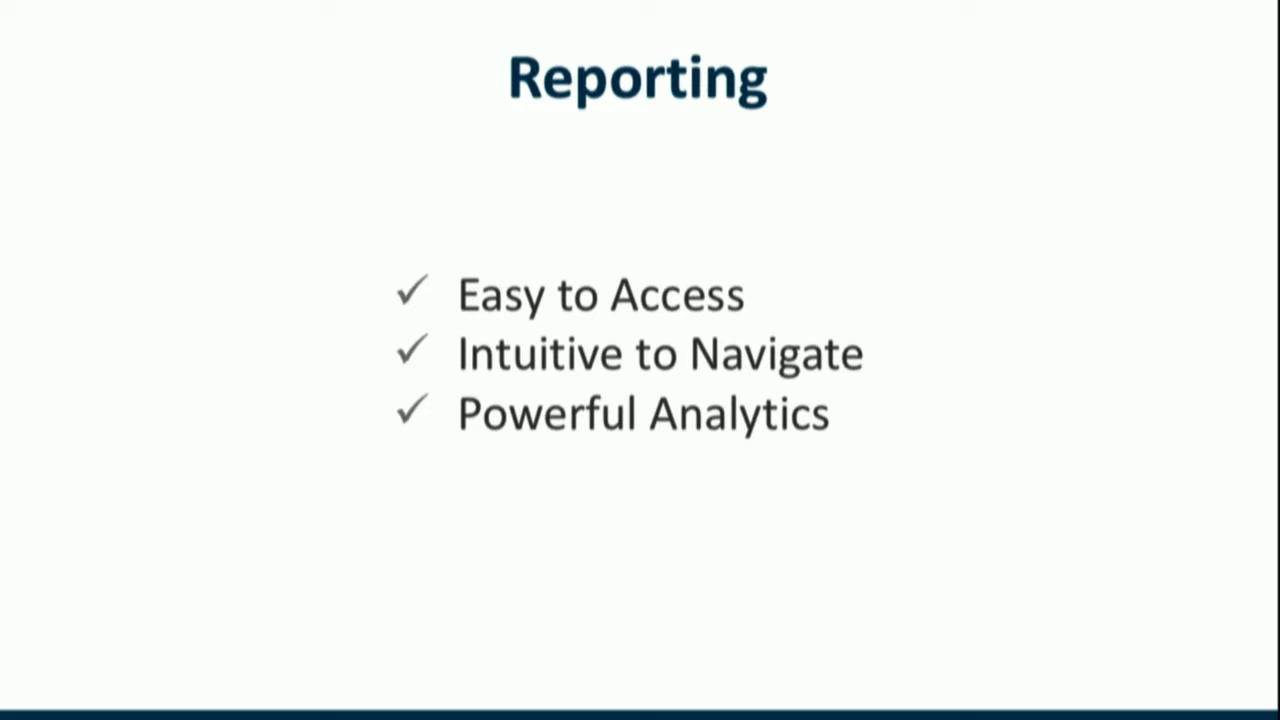 Reporting
✓ Easy to Access
✓ Intuitive to Navigate
✓ Powerful Analytics